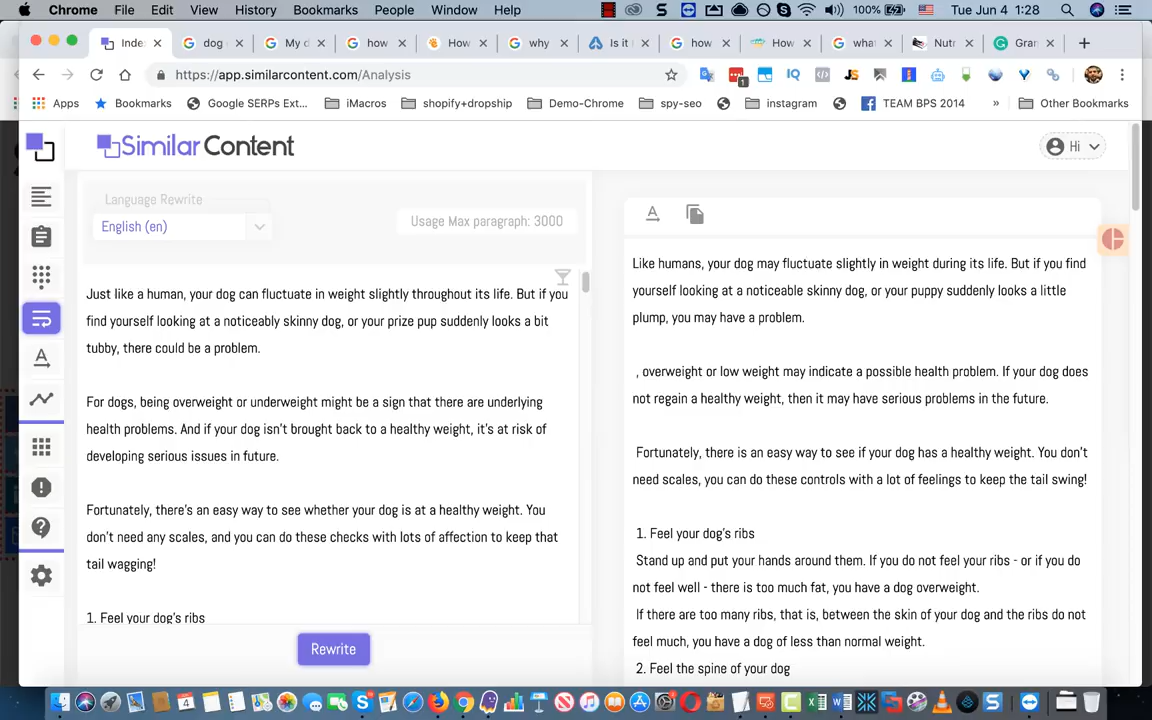 Chrome File Edit View History Bookmarks People Window Help 100% Tue Jun 4 1:28
Inde dog My d how How why Is it how How what Nutr Gran
https://app.similarcontent.com/Analysis
Apps Bookmarks Google SERPs Ext... iMacros shopify+dropship Demo-Chrome spy-seo instagram TEAM BPS 2014 » Other Bookmarks
Similar Content
Hi
Language Rewrite
English (en)
Usage Max paragraph: 3000
Just like a human, your dog can fluctuate in weight slightly throughout its life. But if you
find yourself looking at a noticeably skinny dog, or your prize pup suddenly looks a bit
tubby, there could be a problem.
For dogs, being overweight or underweight might be a sign that there are underlying
health problems. And if your dog isn't brought back to a healthy weight, it's at risk of
developing serious issues in future.
Fortunately, there's an easy way to see whether your dog is at a healthy weight. You
don't need any scales, and you can do these checks with lots of affection to keep that
tail wagging!
1. Feel your dog's ribs
Rewrite
Like humans, your dog may fluctuate slightly in weight during its life. But if you find
yourself looking at a noticeable skinny dog, or your puppy suddenly looks a little
plump, you may have a problem.
, overweight or low weight may indicate a possible health problem. If your dog does
not regain a healthy weight, then it may have serious problems in the future.
Fortunately, there is an easy way to see if your dog has a healthy weight. You don't
need scales, you can do these controls with a lot of feelings to keep the tail swing!
1. Feel your dog's ribs
Stand up and put your hands around them. If you do not feel your ribs - or if you do
not feel well - there is too much fat, you have a dog overweight.
If there are too many ribs, that is, between the skin of your dog and the ribs do not
feel much, you have a dog of less than normal weight.
2. Feel the spine of your dog